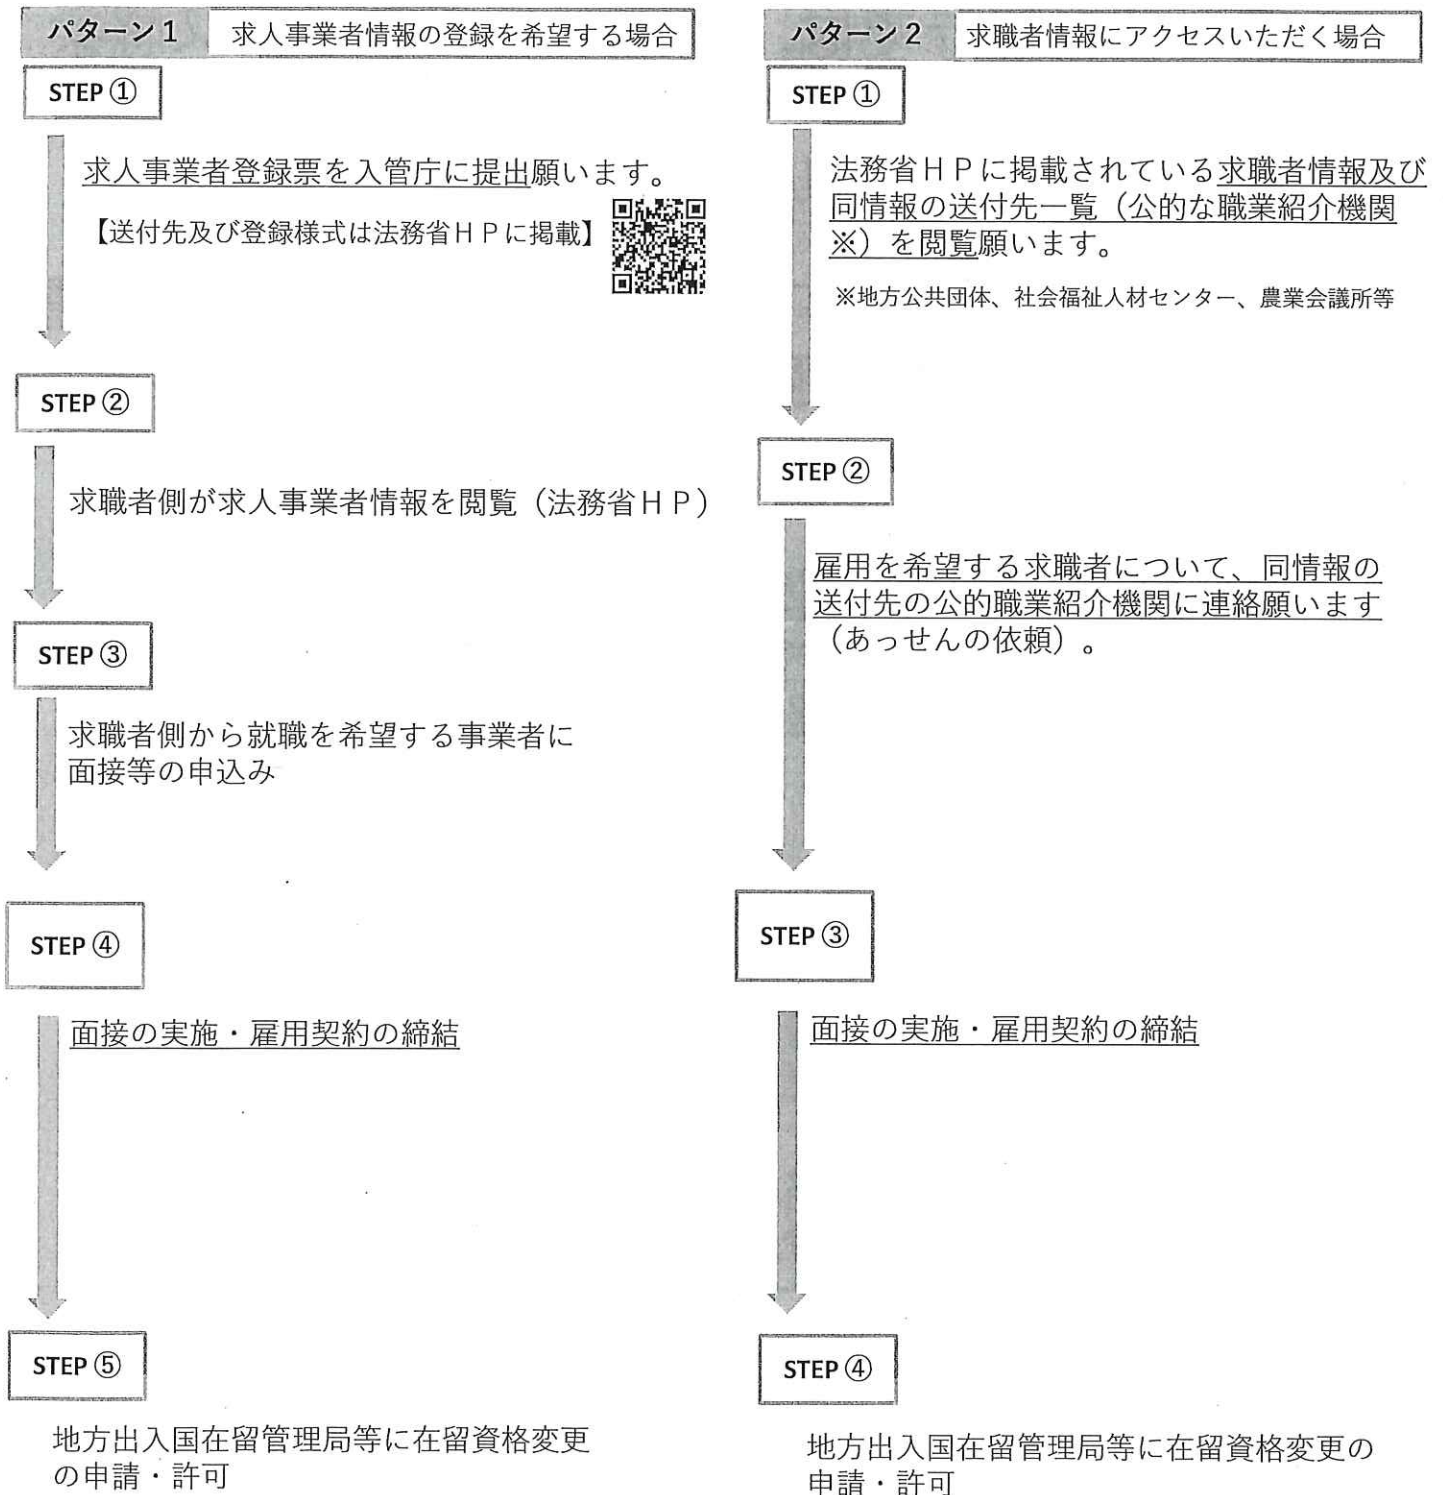 パターン１
求人事業者情報の登録を希望する場合
STEP ①
求人事業者登録票を入管庁に提出願います。
【送付先及び登録様式は法務省ＨＰに掲載】
STEP ②
求職者側が求人事業者情報を閲覧（法務省ＨＰ）
STEP ③
求職者側から就職を希望する事業者に
面接等の申込み
STEP ④
面接の実施・雇用契約の締結
STEP ⑤
地方出入国在留管理局等に在留資格変更
の申請・許可
パターン２
求職者情報にアクセスいただく場合
STEP ①
法務省ＨＰに掲載されている求職者情報及び
同情報の送付先一覧（公的な職業紹介機関
※）を閲覧願います。
※地方公共団体、社会福祉人材センター、農業会議所等
STEP ②
雇用を希望する求職者について、同情報の
送付先の公的職業紹介機関に連絡願います
（あっせんの依頼）。
STEP ③
面接の実施・雇用契約の締結
STEP ④
地方出入国在留管理局等に在留資格変更の
申請・許可